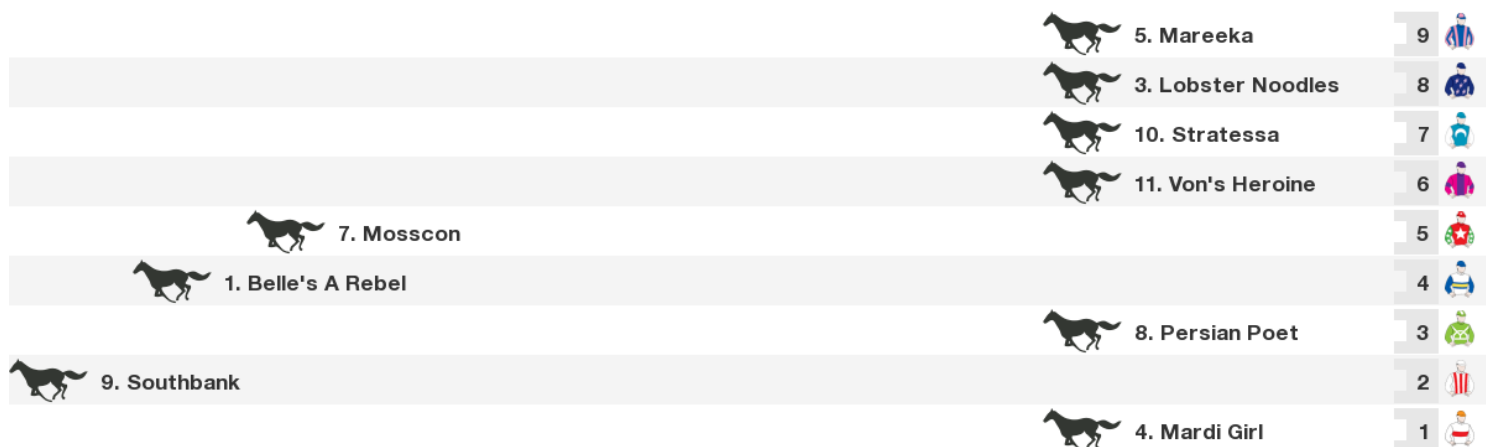 5. Mareeka 9
3. Lobster Noodles 8
10. Stratessa 7
11. Von's Heroine 6
7. Mosscon 5
1. Belle's A Rebel 4
8. Persian Poet 3
9. Southbank 2
4. Mardi Girl 1